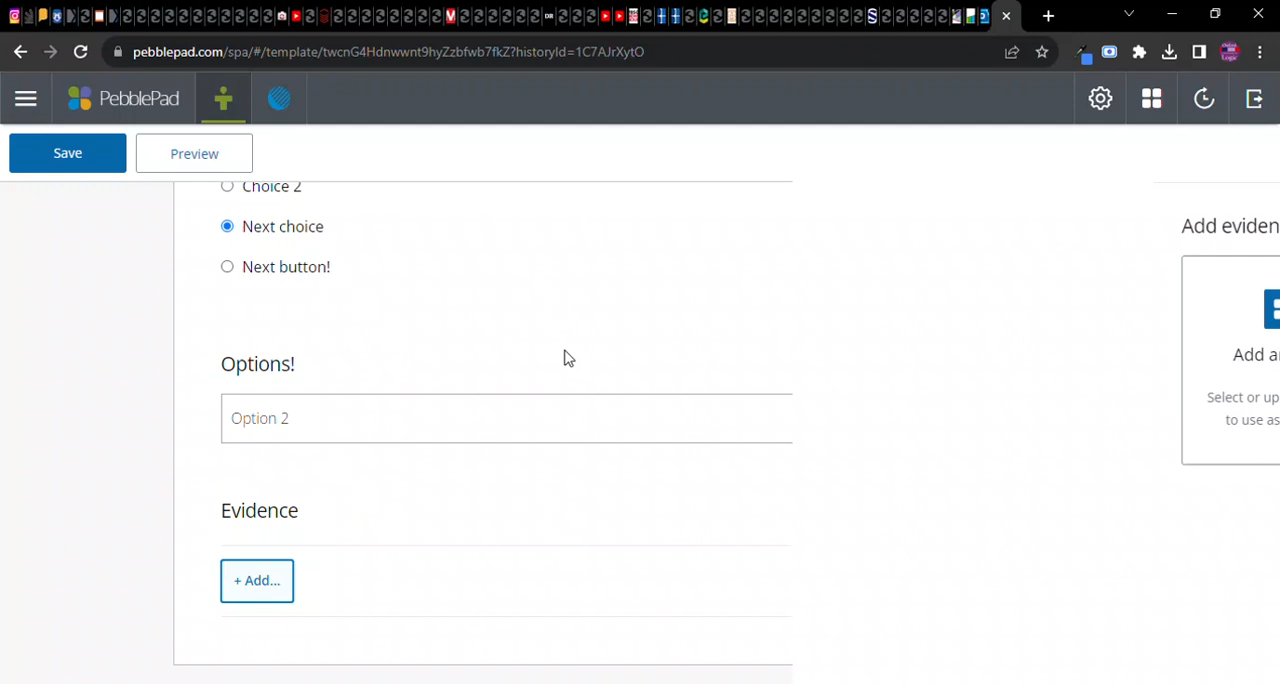 pebblepad.com/spa/#/template/twcnG4Hdnwwnt9hyZzbfwb7fkZ?historyId=1C7AJrXytO
PebblePad
Save
Preview
Choice 2
Next choice
Next button!
Options!
Option 2
Evidence
+ Add...
Add eviden
Add a
Select or up
to use as